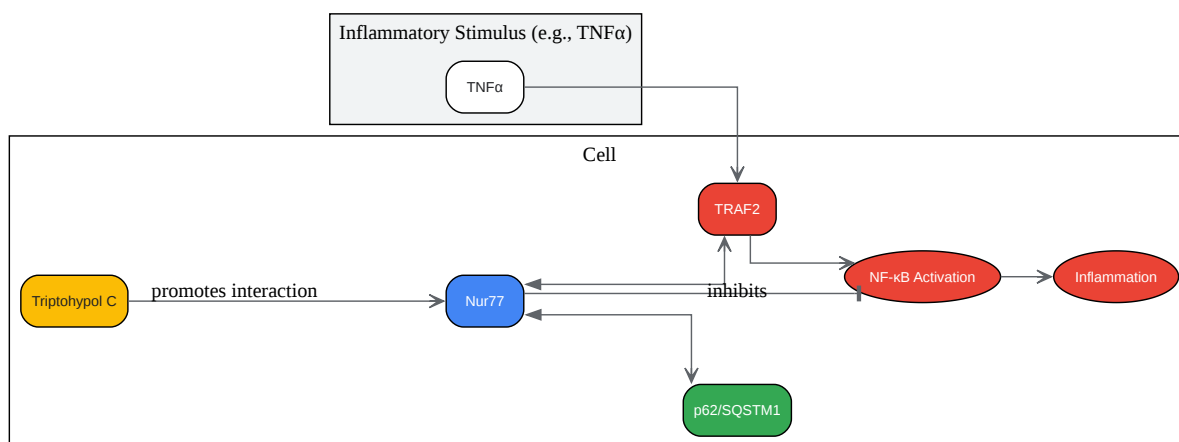 Inflammatory Stimulus (e.g., TNFα)
TNFα
Cell
TRAF2
Triptohypol C
promotes interaction
Nur77
inhibits
NF-κB Activation
Inflammation
p62/SQSTM1